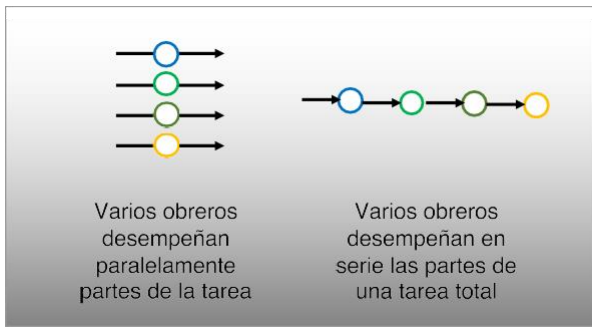 Varios obreros
desempeñan
paralelamente
partes de la tarea
Varios obreros
desempeñan en
serie las partes de
una tarea total